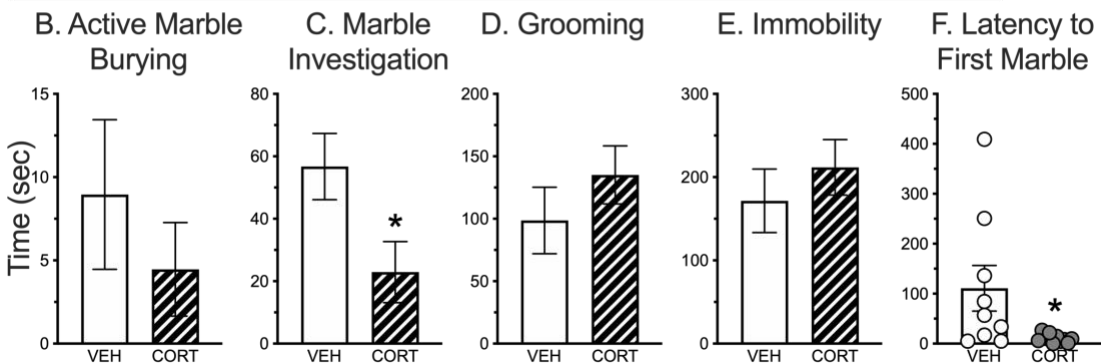 B. Active Marble
Burying
C. Marble
Investigation
D. Grooming
E. Immobility
F. Latency to
First Marble
Time (sec)
15
10
5
0
VEH CORT
80
60
40
20
0
*
VEH CORT
200
150
100
50
0
VEH CORT
300
200
100
0
VEH CORT
500
400
300
200
100
0
*
VEH CORT